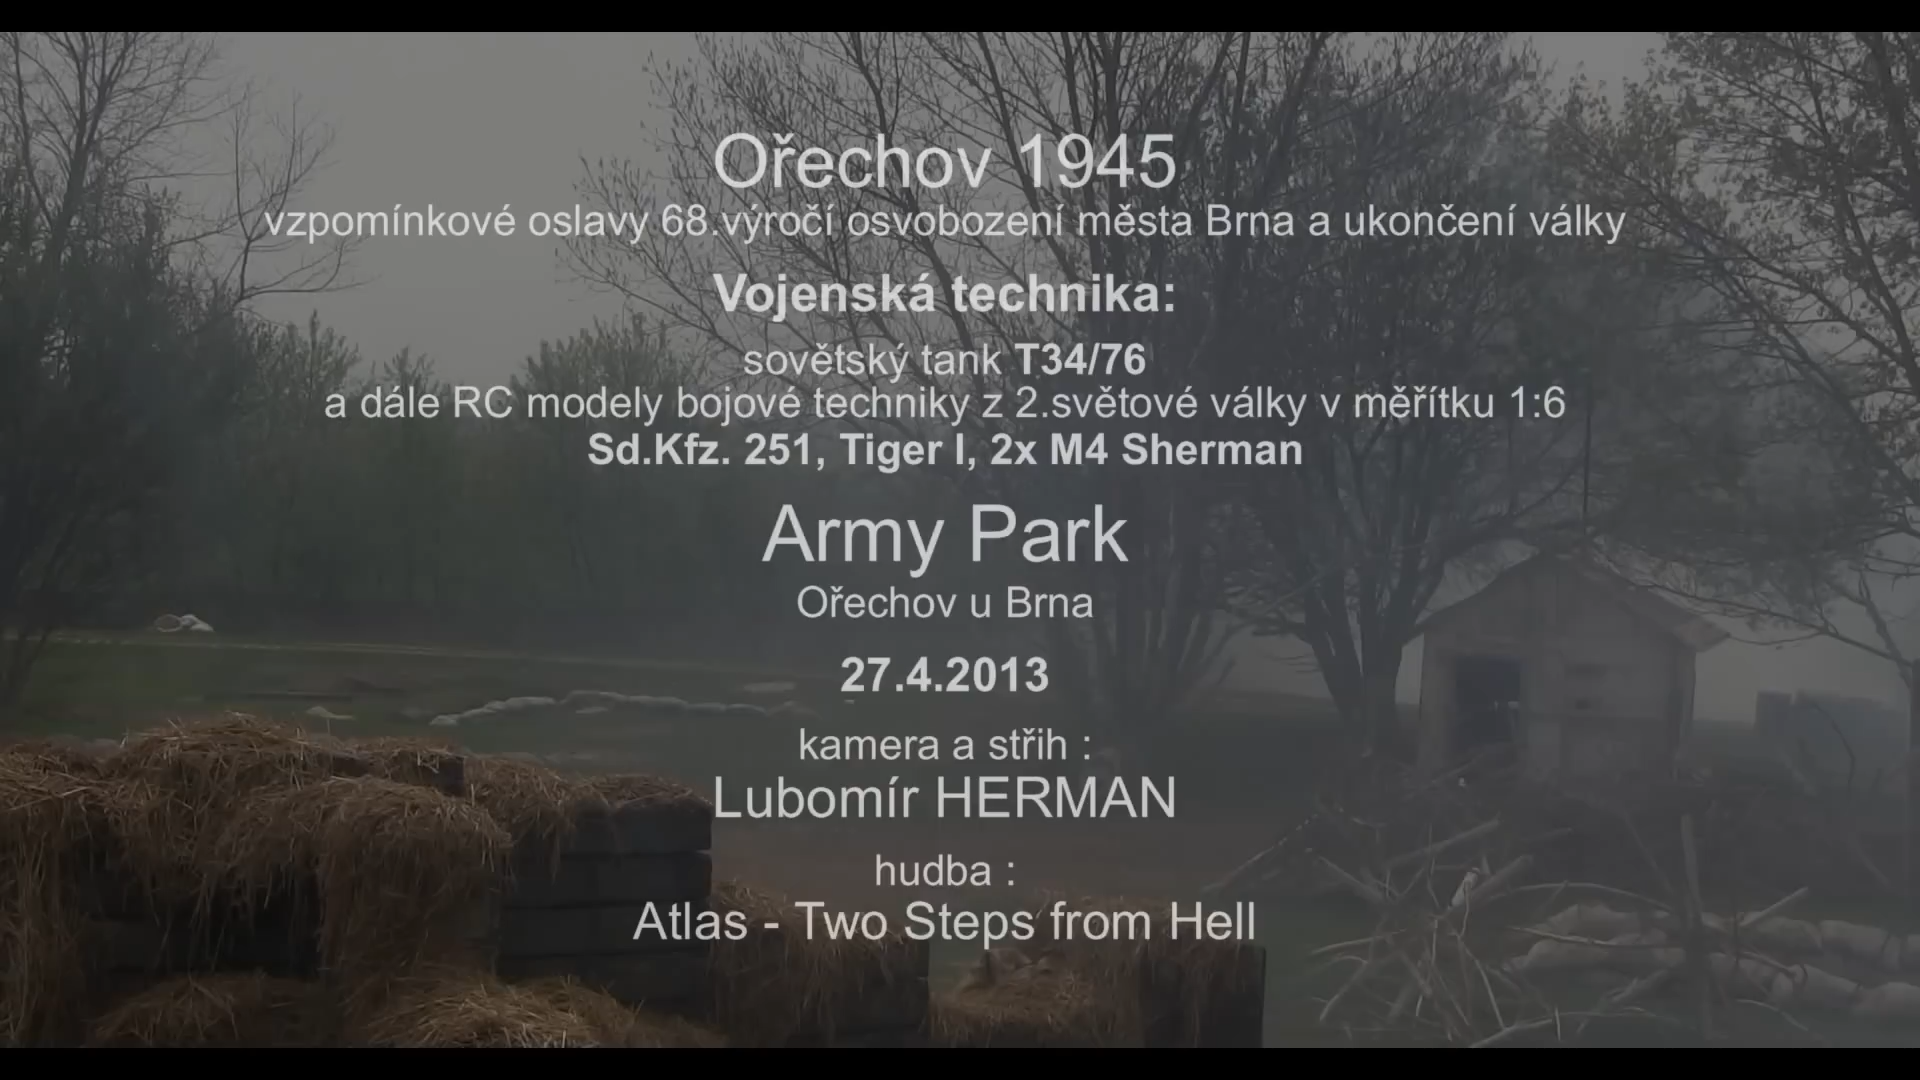 Ořechov 1945
vzpomínkové oslavy 68.výročí osvobození města Brna a ukončení války
Vojenská technika:
sovětský tank T34/76
a dále RC modely bojové techniky z 2.světové války v měřítku 1:6
Sd.Kfz. 251, Tiger I, 2x M4 Sherman
Army Park
Ořechov u Brna
27.4.2013
kamera a střih :
Lubomír HERMAN
hudba :
Atlas - Two Steps from Hell